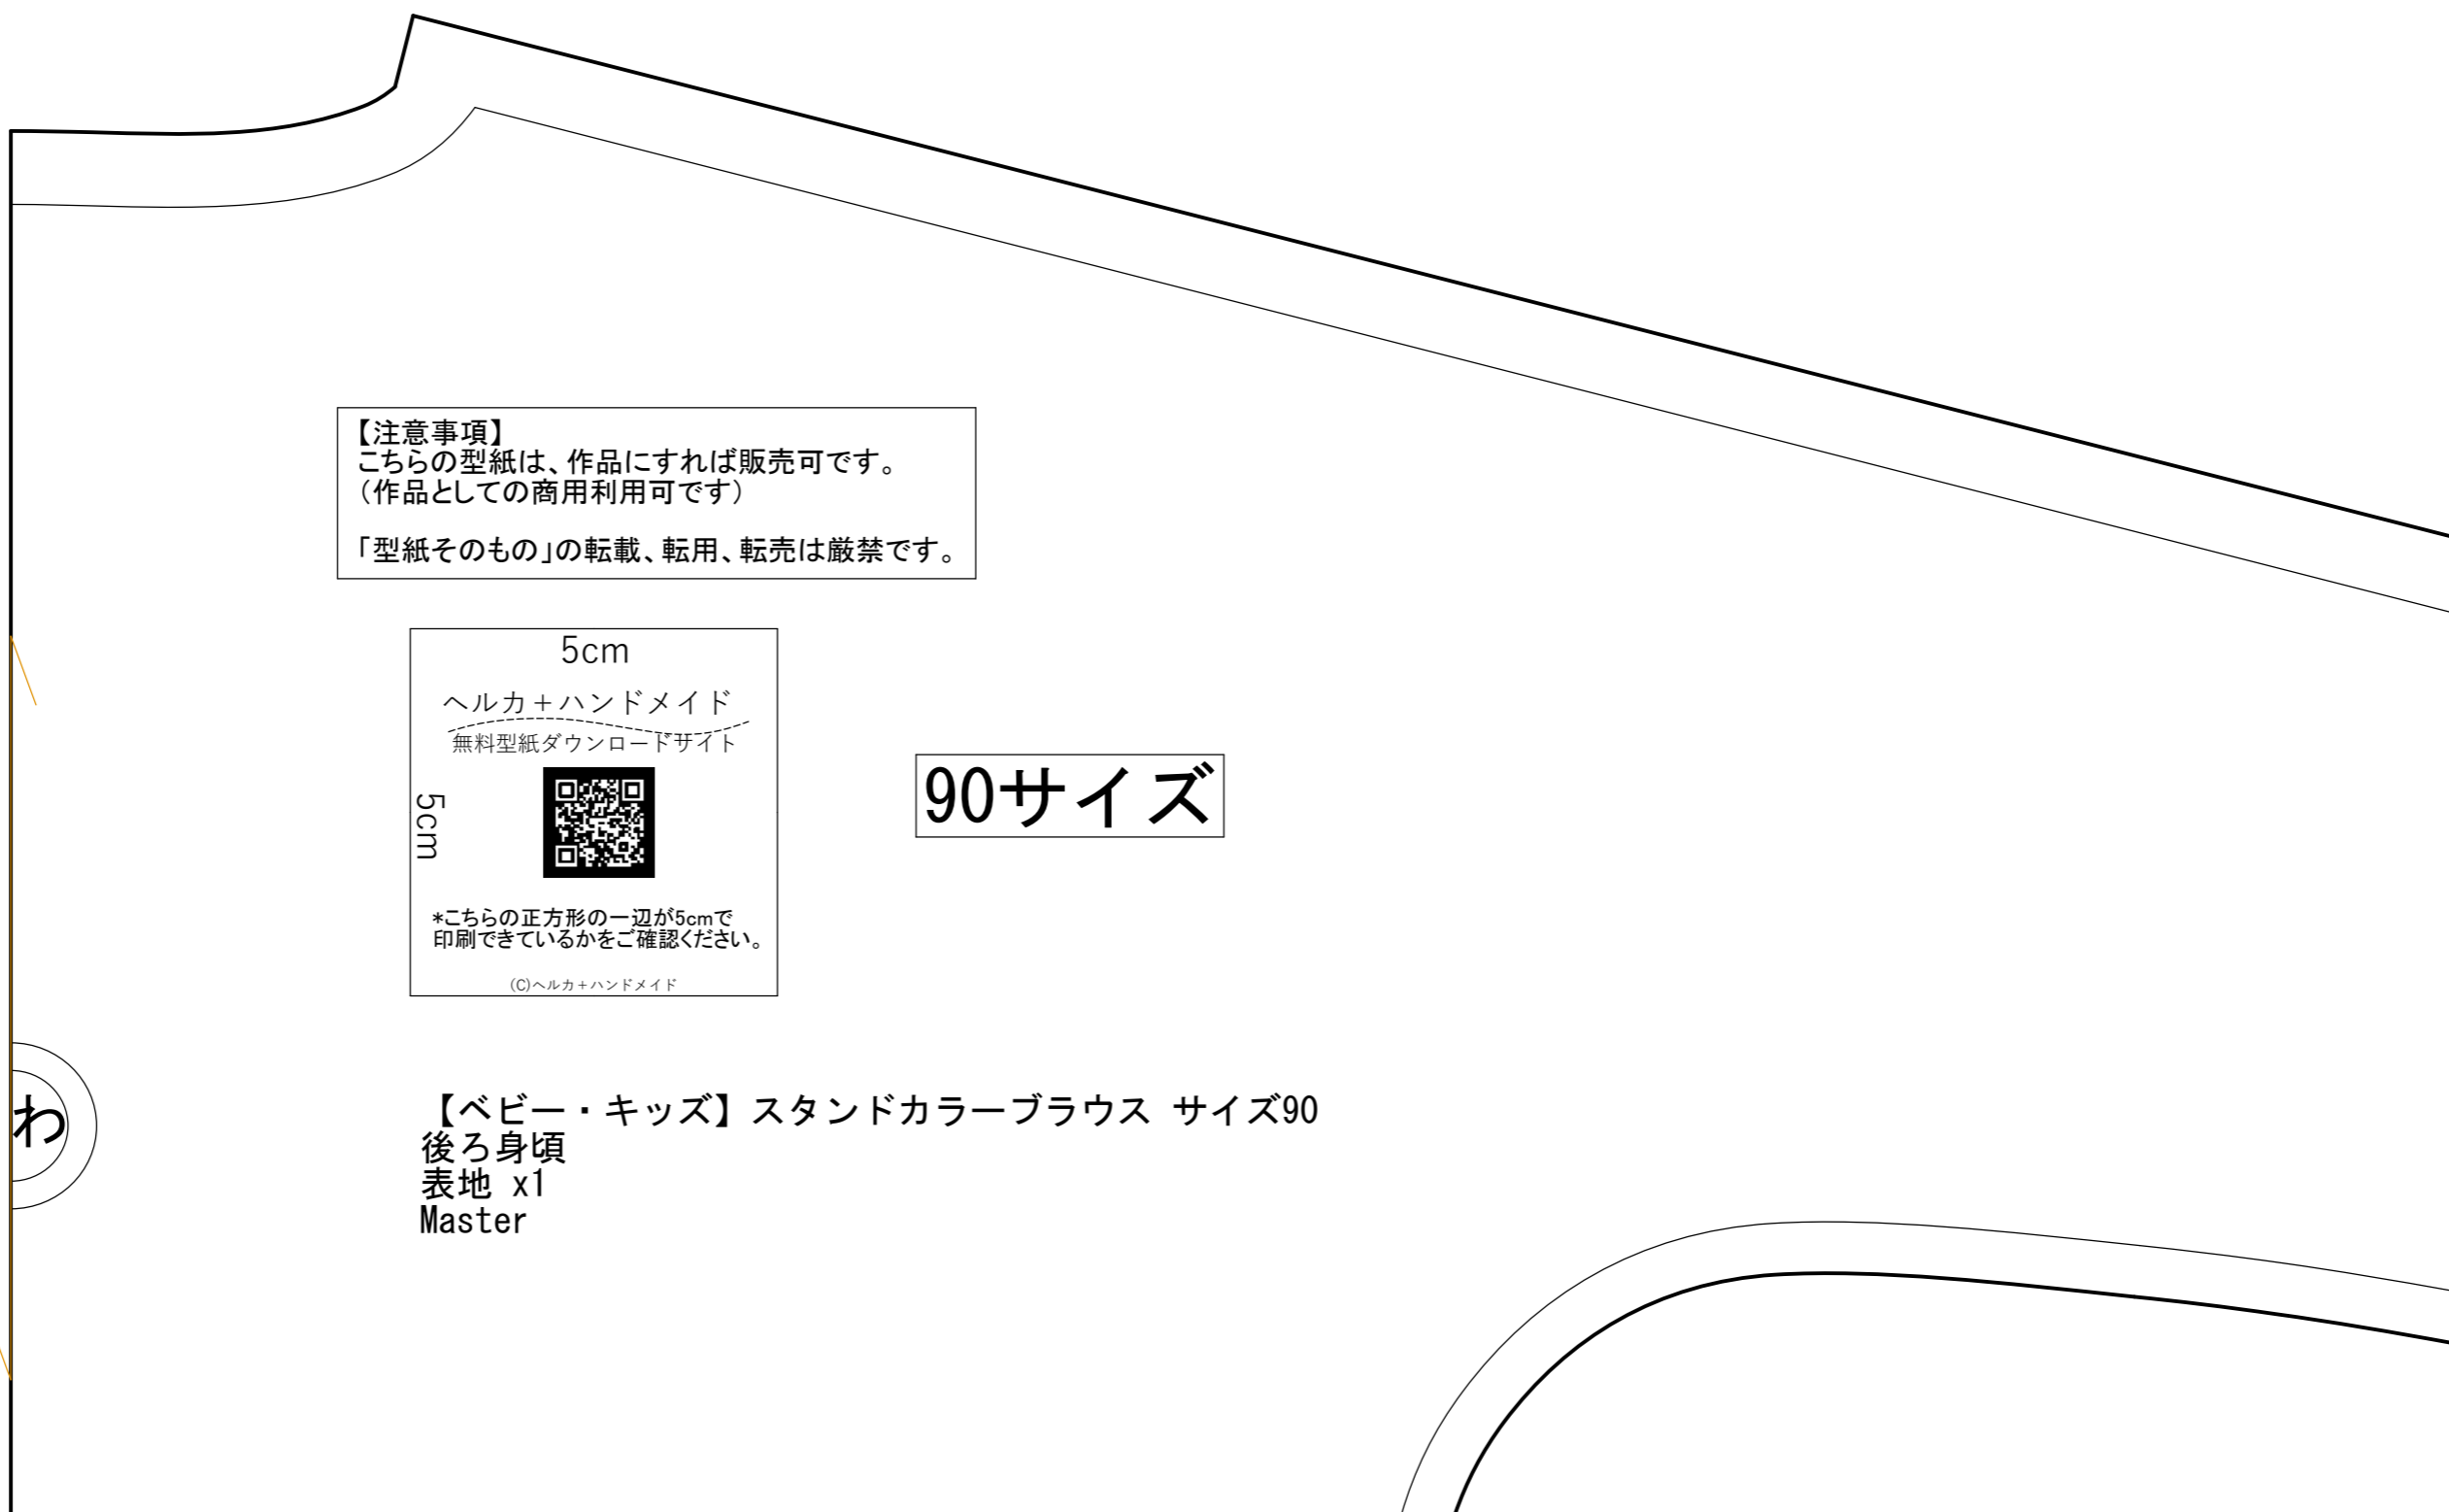 【注意事項】
こちらの型紙は、作品にすれば販売可です。
（作品としての商用利用可です）
「型紙そのもの」の転載、転用、転売は厳禁です。
5cm
ヘルカ+ハンドメイド
無料型紙ダウンロードサイト
5cm
*こちらの正方形の一辺が5cmで
印刷できているかをご確認ください。
(C)ヘルカ+ハンドメイド
90サイズ
わ
【ベビー・キッズ】スタンドカラーブラウス サイズ90
後ろ身頃
表地 x1
Master